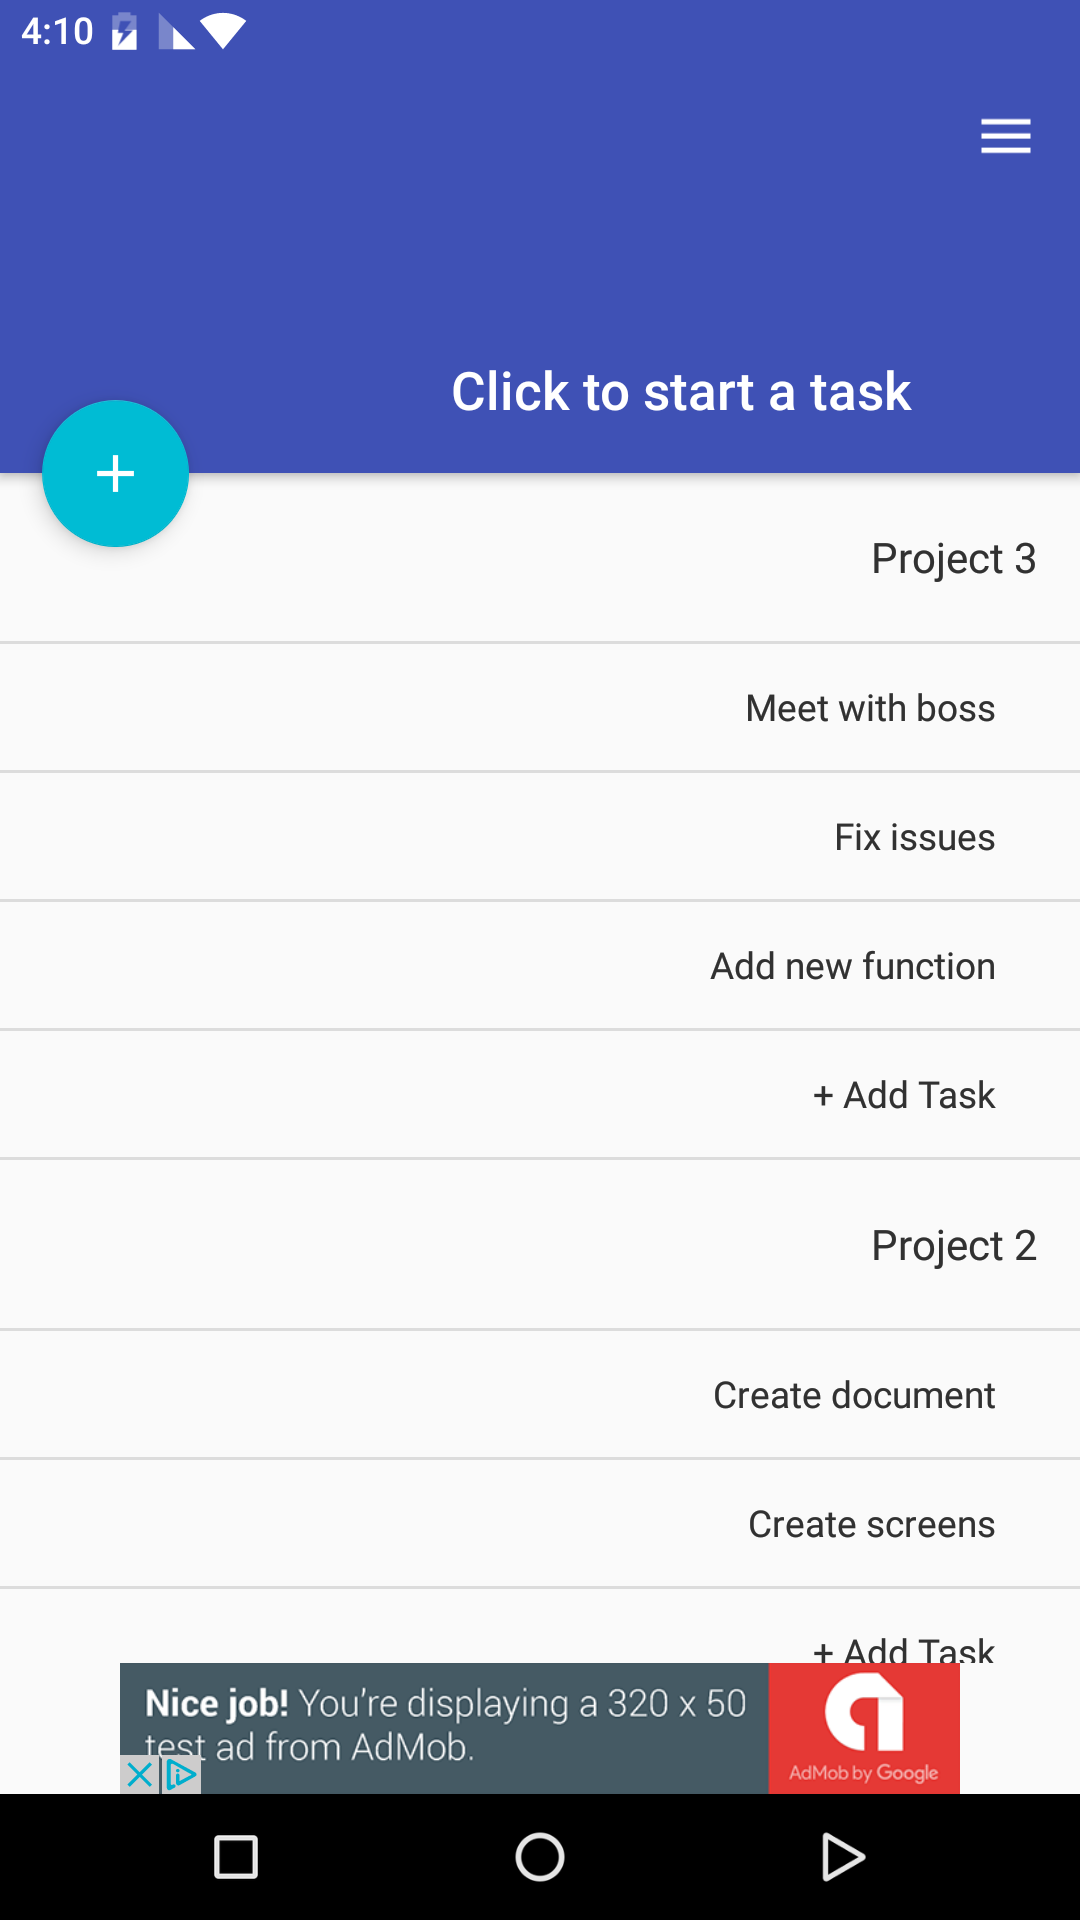 4:10
Click to start a task
+
Project 3
Meet with boss
Fix issues
Add new function
+ Add Task
Project 2
Create document
Create screens
+ Add Task
Nice job! You're displaying a 320 x 50
test ad from AdMob.
AdMob by Google